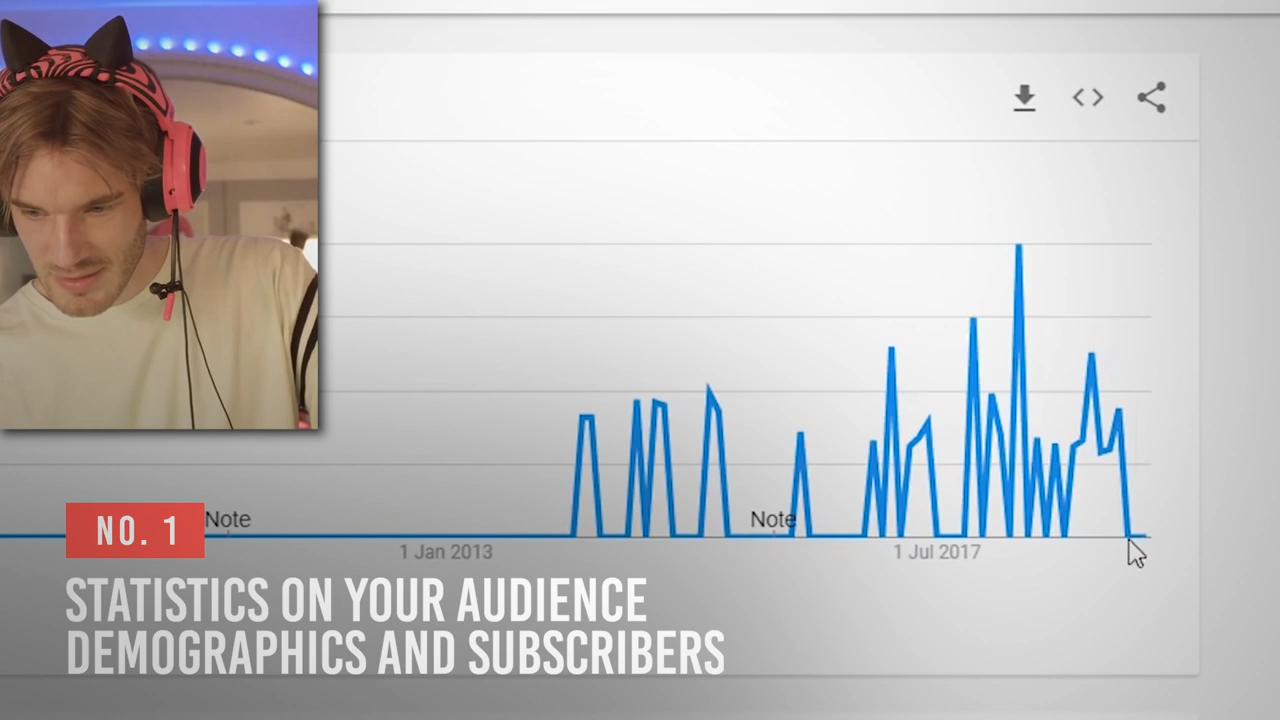 Note
Note
1 Jan 2013
1 Jul 2017
NO. 1
STATISTICS ON YOUR AUDIENCE
DEMOGRAPHICS AND SUBSCRIBERS